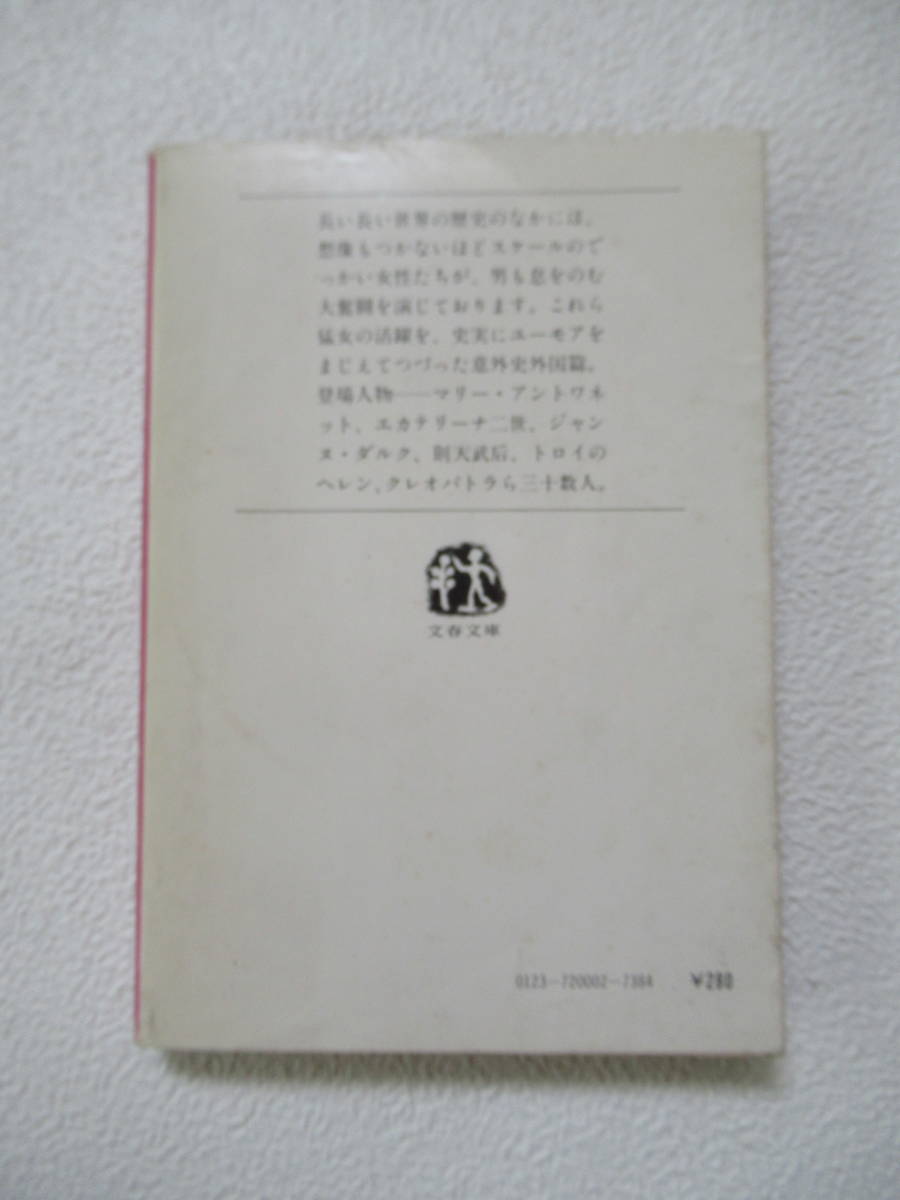 長い長い世界の歴史のなかには、
想像もつかないほどスケールので
っかい女性たちが、男も息をのむ
大奮闘を演じております。これら
猛女の活躍を、史実にユーモアを
まじえてつづった意外史外国篇。
登場人物——マリー・アントワネ
ット、エカテリーナ二世、ジャン
ヌ・ダルク、則天武后、トロイの
ヘレン、クレオパトラら三十数人。
文春文庫
0123-720002-7384 ¥280